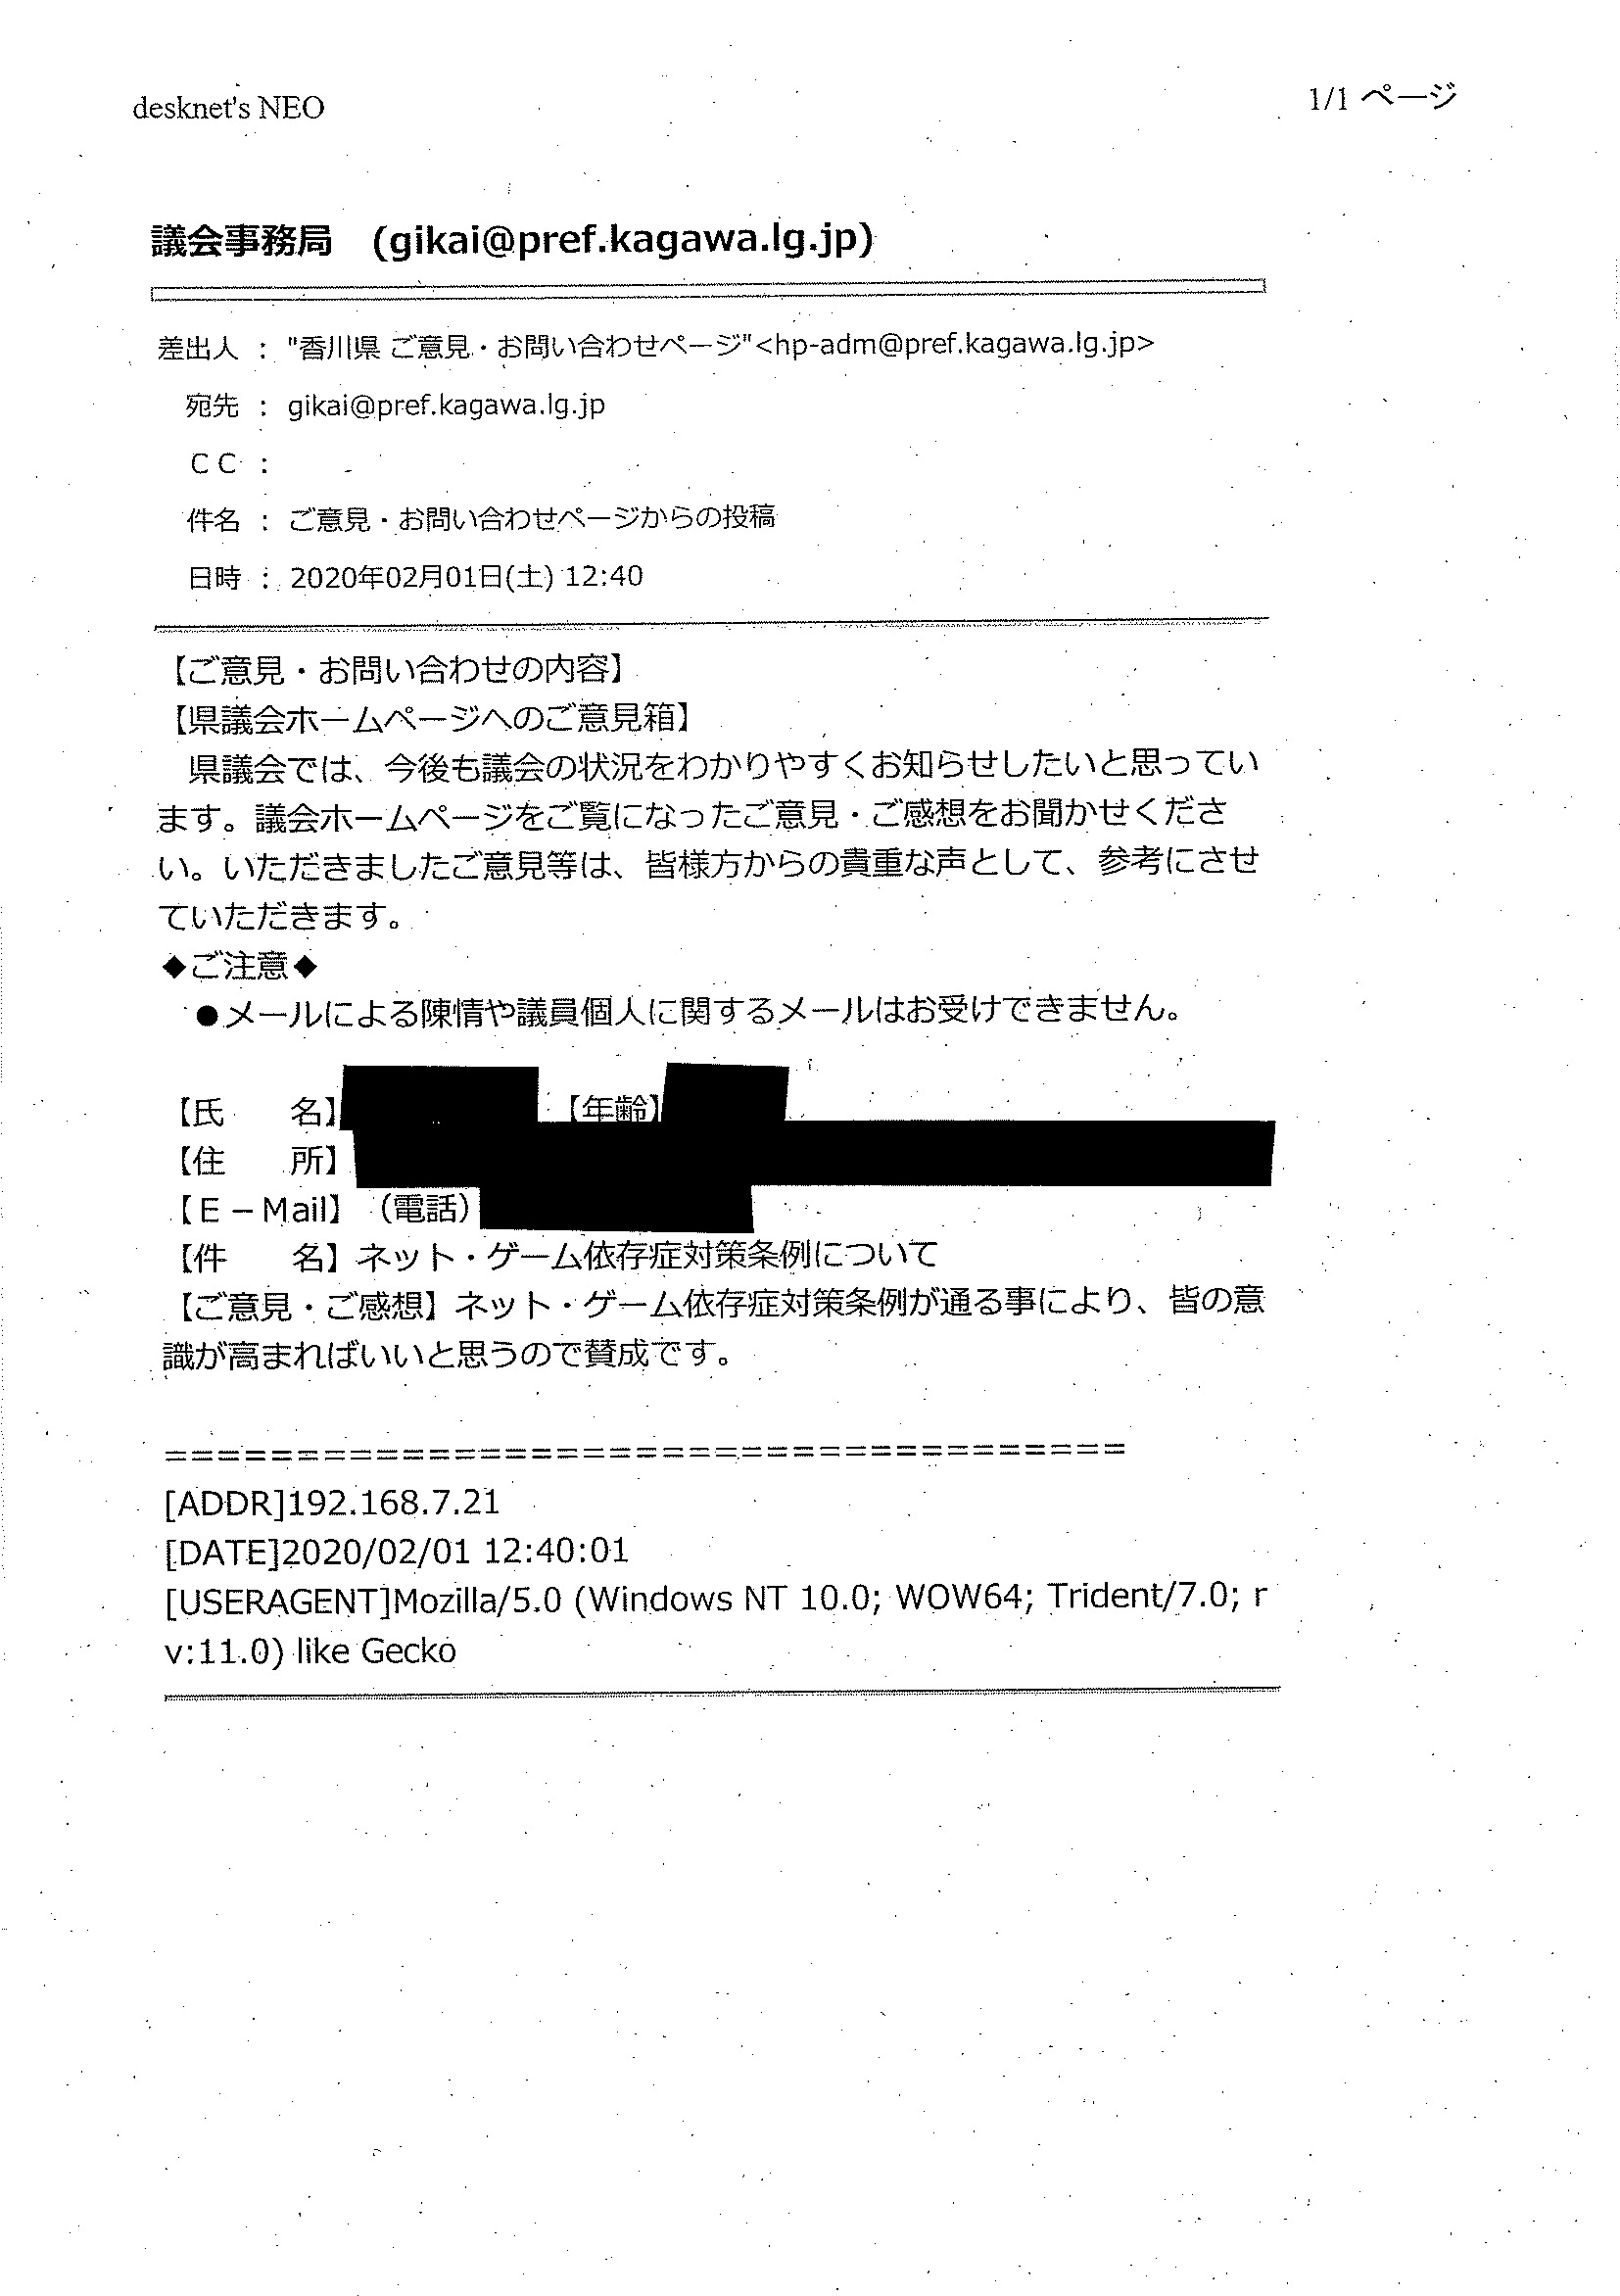 desknet's NEO
1/1 ページ
議会事務局　(gikai@pref.kagawa.lg.jp)
差出人 : "香川県 ご意見・お問い合わせページ"<hp-adm@pref.kagawa.lg.jp>
宛先 : gikai@pref.kagawa.lg.jp
ＣＣ :
件名 : ご意見・お問い合わせページからの投稿
日時 : 2020年02月01日(土) 12:40
【ご意見・お問い合わせの内容】
【県議会ホームページへのご意見箱】
　県議会では、今後も議会の状況をわかりやすくお知らせしたいと思ってい
ます。議会ホームページをご覧になったご意見・ご感想をお聞かせくださ
い。いただきましたご意見等は、皆様方からの貴重な声として、参考にさせ
ていただきます。
◆ご注意◆
　●メールによる陳情や議員個人に関するメールはお受けできません。
【氏　　名】　【年齢】
【住　　所】
【Ｅ－Mail】（電話）
【件　　名】ネット・ゲーム依存症対策条例について
【ご意見・ご感想】ネット・ゲーム依存症対策条例が通る事により、皆の意
識が高まればいいと思うので賛成です。
=====================================
[ADDR]192.168.7.21
[DATE]2020/02/01 12:40:01
[USERAGENT]Mozilla/5.0 (Windows NT 10.0; WOW64; Trident/7.0; r
v:11.0) like Gecko